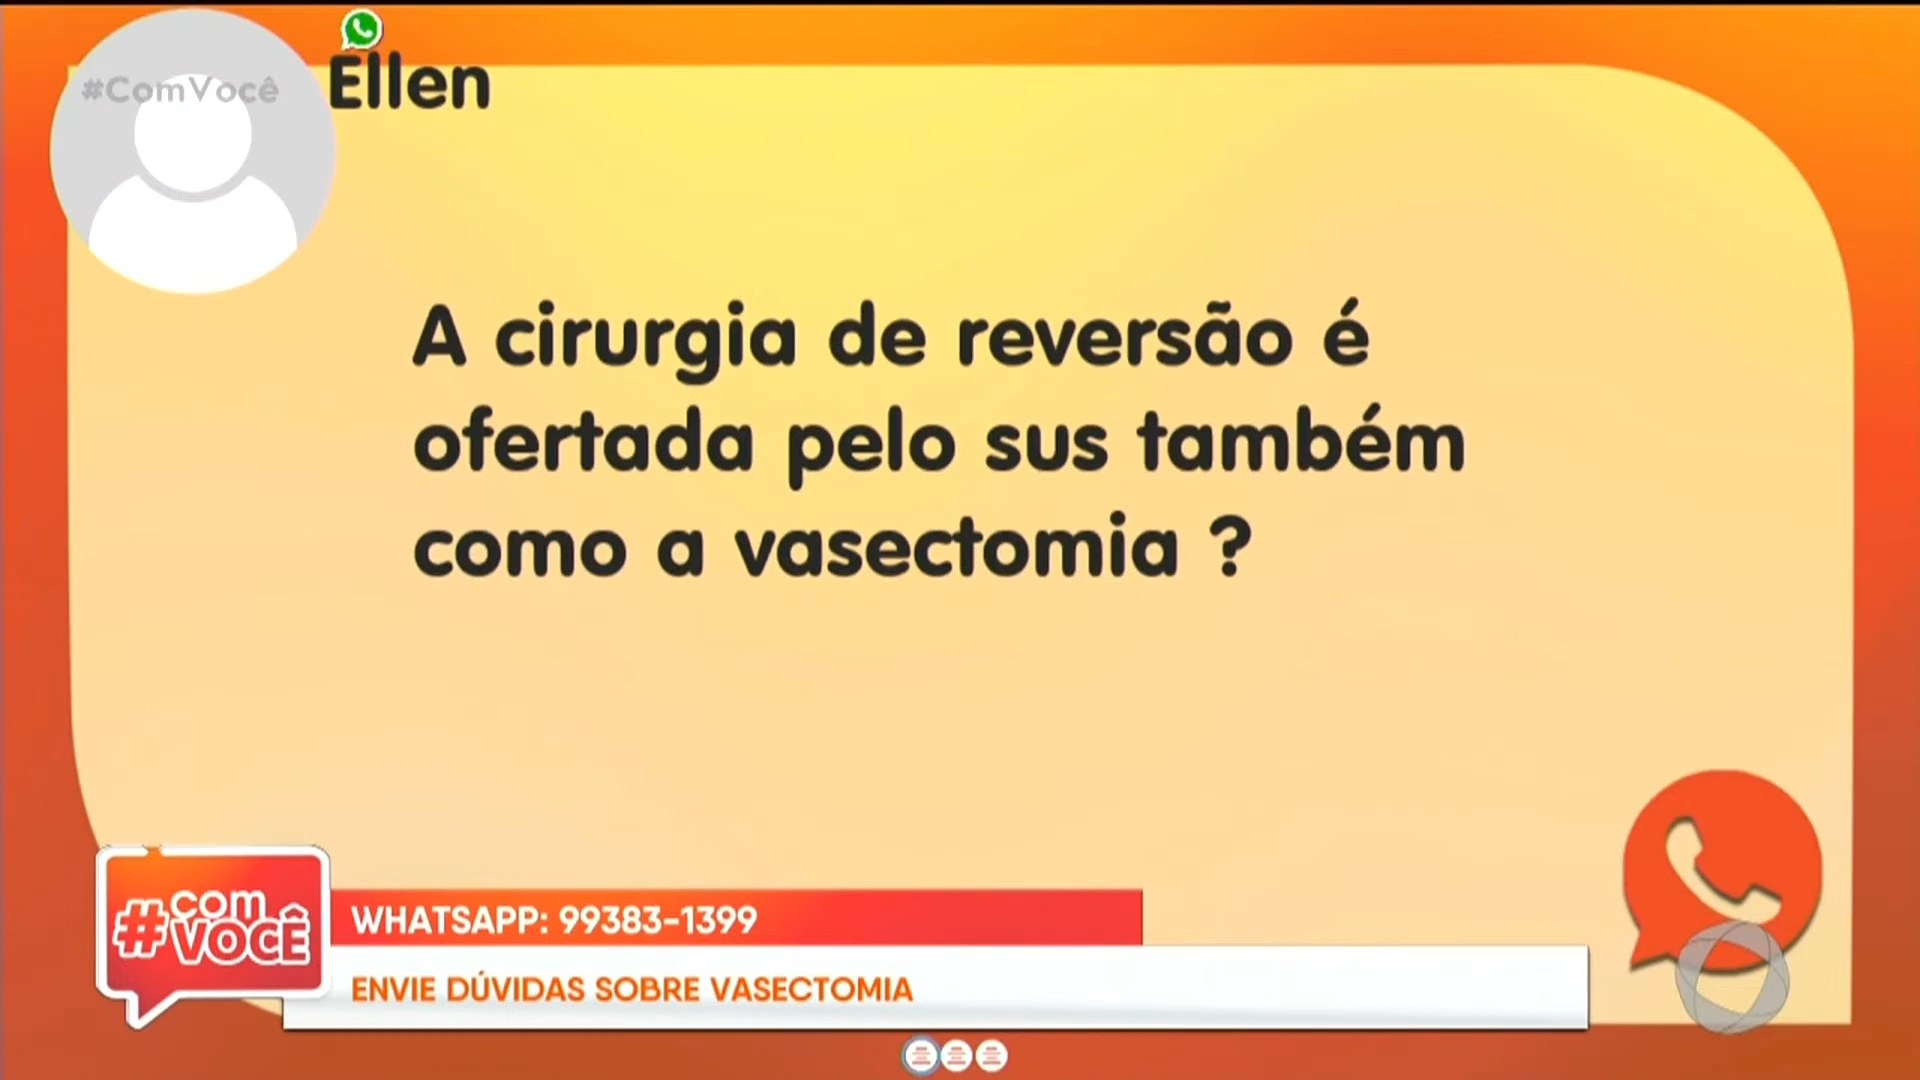 #ComVocê
Ellen
A cirurgia de reversão é
ofertada pelo sus também
como a vasectomia ?
#COM
VOCÊ
WHATSAPP: 99383-1399
ENVIE DÚVIDAS SOBRE VASECTOMIA